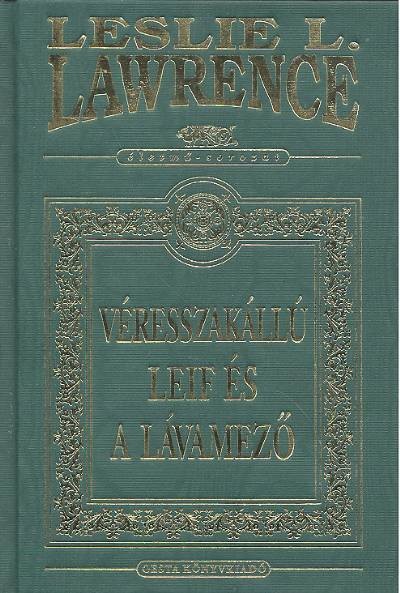 LESLIE L.
LAWRENCE
életmű-sorozat
VÉRESSZAKÁLLÚ
LEIF ÉS
A LÁVAMEZŐ
GESTA KÖNYVKIADÓ